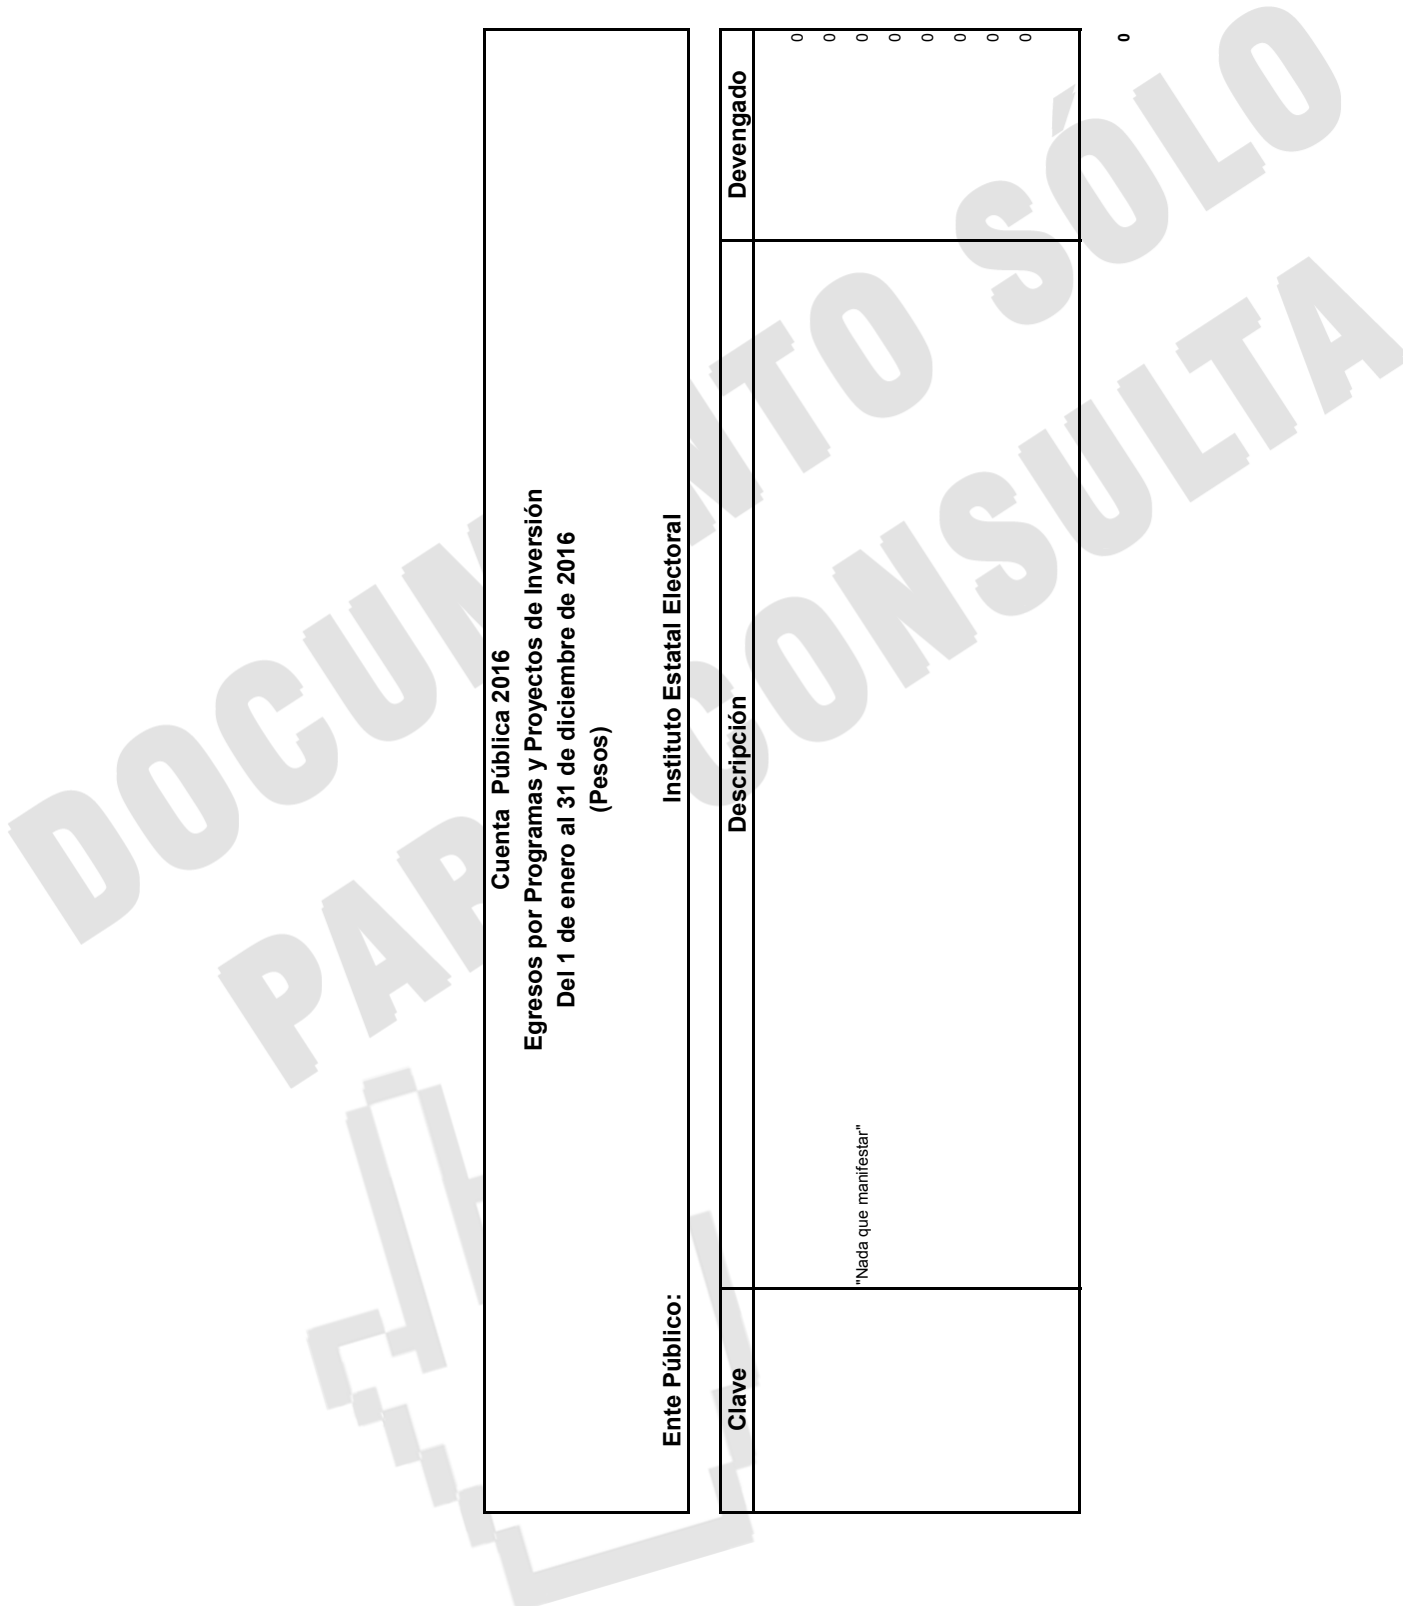 Cuenta  Pública 2016
Egresos por Programas y Proyectos de Inversión
Del 1 de enero al 31 de diciembre de 2016
(Pesos)
Ente Público: Instituto Estatal Electoral
Clave Descripción Devengado
0
0
"Nada que manifestar" 0
0
0
0
0
0
0
DOCUMENTO SÓLO
PARA CONSULTA